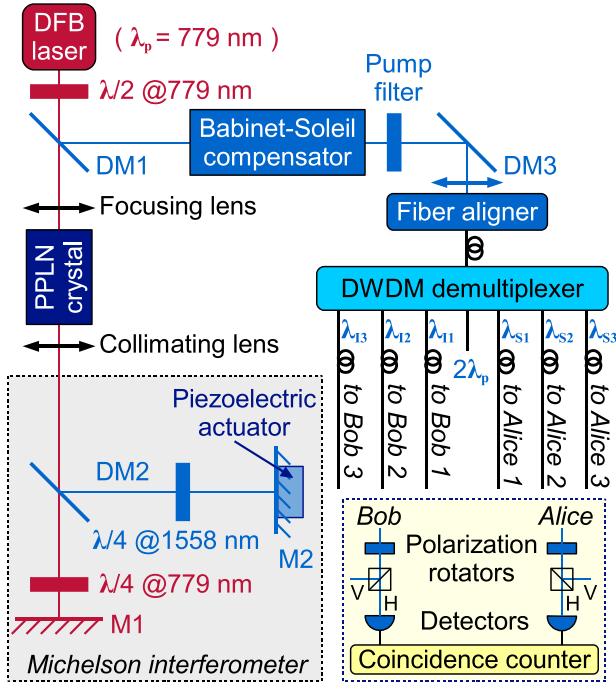 DFB
laser
( λp = 779 nm )
λ/2 @779 nm
DM1
Babinet-Soleil
compensator
Pump
filter
DM3
Focusing lens
Fiber aligner
PPLN
crystal
DWDM demultiplexer
Collimating lens
λI3
λI2
λI1
2λp
λS1
λS2
λS3
to Bob 3
to Bob 2
to Bob 1
to Alice 1
to Alice 2
to Alice 3
Piezoelectric
actuator
DM2
λ/4 @1558 nm
M2
λ/4 @779 nm
M1
Michelson interferometer
Bob
Alice
Polarization
rotators
V
H
V
H
Detectors
Coincidence counter